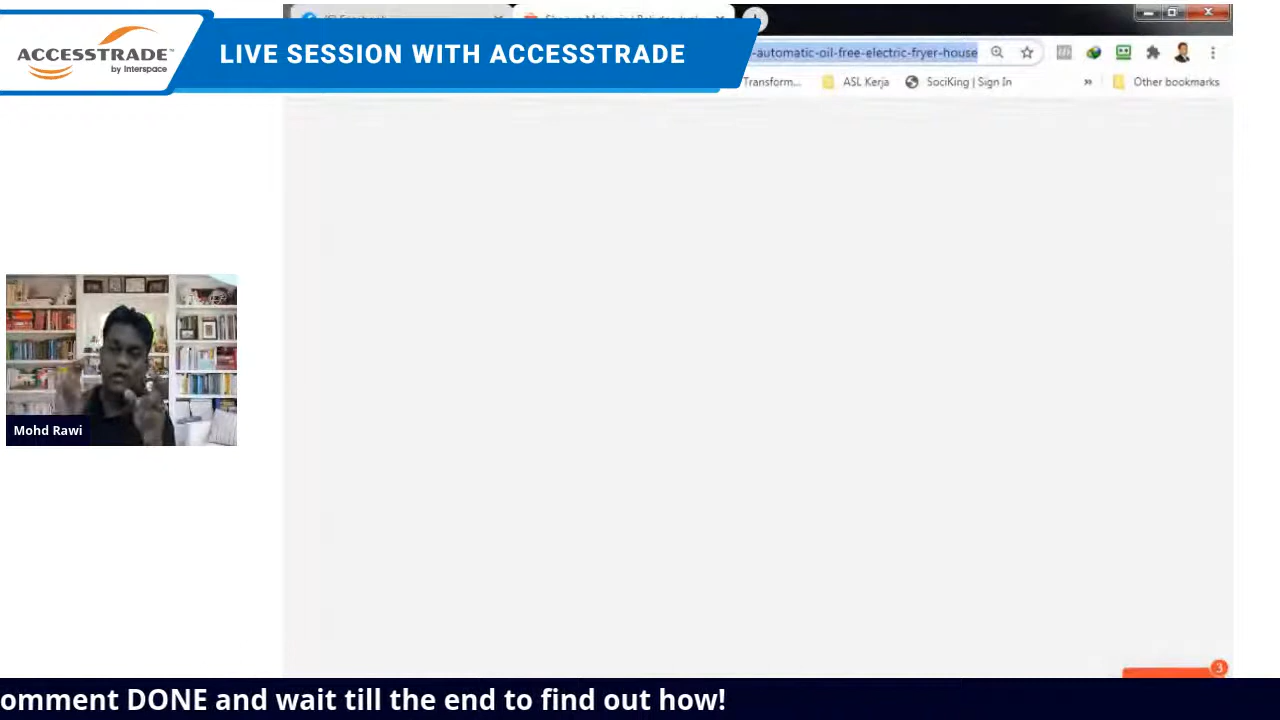 ACCESSTRADE
by Interspace
LIVE SESSION WITH ACCESSTRADE
-automatic-oil-free-electric-fryer-house
Transform...
ASL Kerja
SociKing | Sign In
»
Other bookmarks
Mohd Rawi
3
omment DONE and wait till the end to find out how!